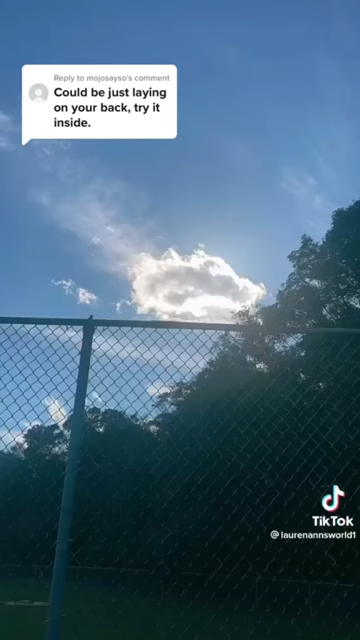 Reply to mojosayso's comment
Could be just laying
on your back, try it
inside.
TikTok
@laurenannsworld1